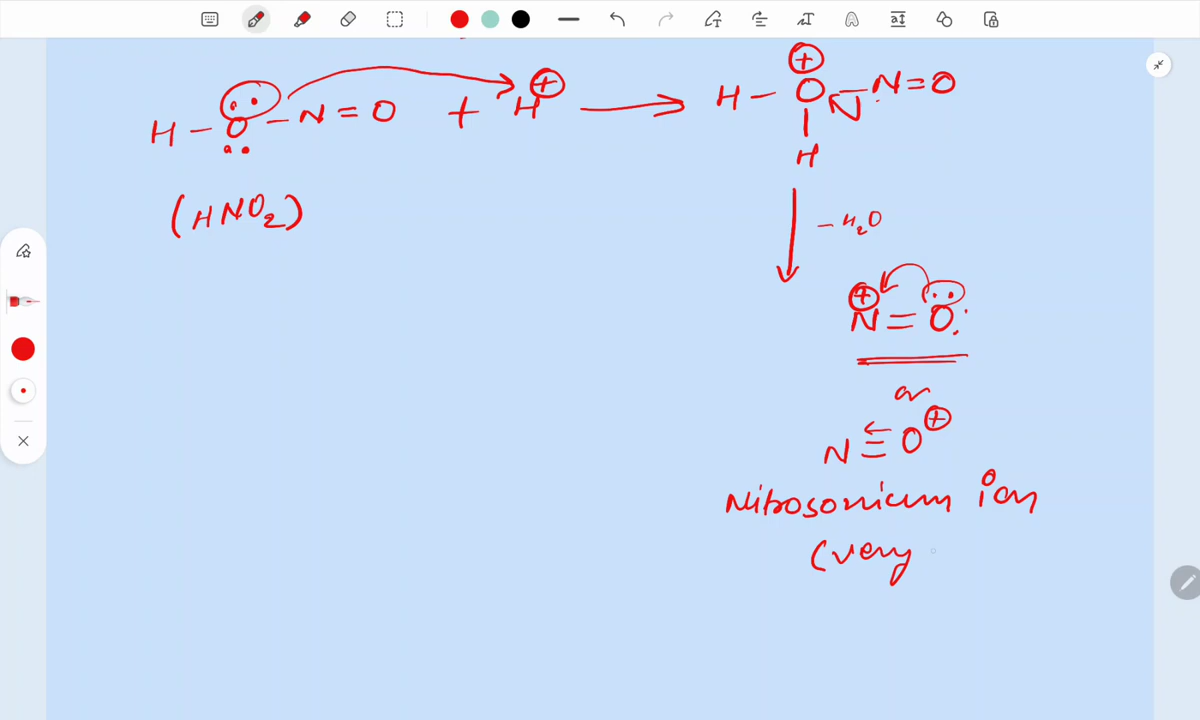 H – O – N = O + H⊕ ⟶ H – O⊕ – N = O
H
(HNO₂)
– H₂O
⊕
N = O
or
N ≡ O⊕
Nitrosonium ion
(very